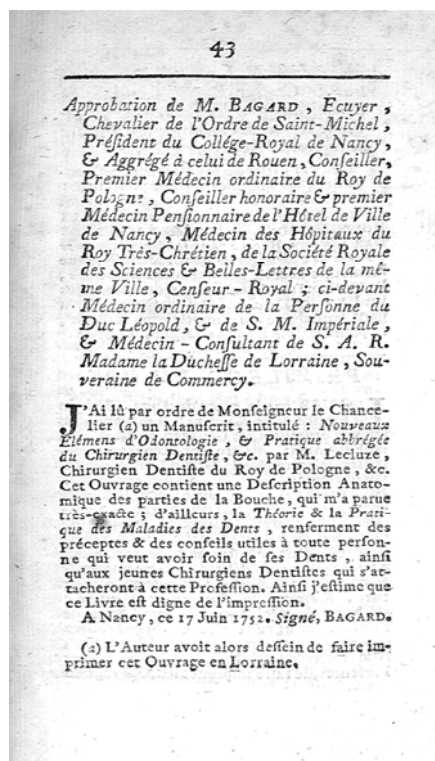 43
Approbation de M. BAGARD, Ecuyer,
Chevalier de l'Ordre de Saint-Michel,
Préſident du Collége-Royal de Nancy,
& Aggrégé à celui de Rouen, Conſeiller,
Premier Médecin ordinaire du Roy de
Pologne, Conſeiller honoraire & premier
Médecin Penſionnaire de l'Hôtel de Ville
de Nancy, Médecin des Hôpitaux du
Roy Très-Chrétien, de la Société Royale
des Sciences & Belles-Lettres de la mê-
me Ville, Cenſeur-Royal ; ci-devant
Médecin ordinaire de la Perſonne du
Duc Léopold, & de S. M. Impériale,
& Médecin-Conſultant de S. A. R.
Madame la Ducheſſe de Lorraine, Sou-
veraine de Commercy.
J'Ai lû par ordre de Monſeigneur le Chance-
lier (a) un Manuſcrit, intitulé : Nouveaux
Élémens d'Odontologie, & Pratique abbrégée
du Chirurgien Dentiſte, &c. par M. Lecluze,
Chirurgien Dentiſte du Roy de Pologne, &c.
Cet Ouvrage contient une Deſcription Anato-
mique des parties de la Bouche, qui m'a parue
très-exacte ; d'ailleurs, la Théorie & la Prati-
que des Maladies des Dents, renferment des
préceptes & des conſeils utiles à toute perſon-
ne qui veut avoir ſoin de ſes Dents, ainſi
qu'aux jeunes Chirurgiens Dentiſtes qui s'at-
tacheront à cette Profeſſion. Ainſi j'eſtime que
ce Livre eſt digne de l'impreſſion.
A Nancy, ce 17 Juin 1752. Signé, BAGARD.
(a) L'Auteur avoit alors deſſein de faire im-
primer cet Ouvrage en Lorraine.